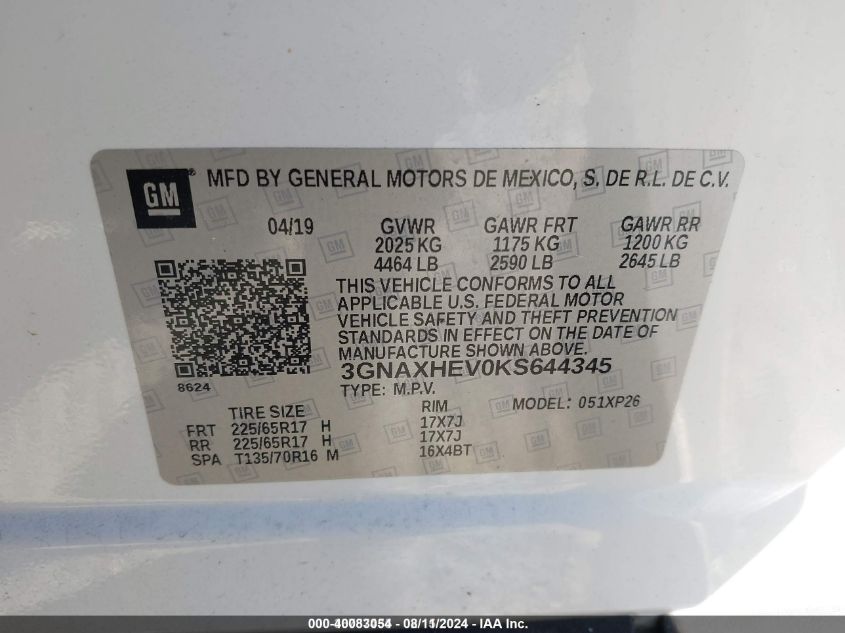 GM ® MFD BY GENERAL MOTORS DE MEXICO, S. DE R.L. DE C.V.
04/19 GVWR GAWR FRT GAWR RR
2025 KG 1175 KG 1200 KG
4464 LB 2590 LB 2645 LB
THIS VEHICLE CONFORMS TO ALL
APPLICABLE U.S. FEDERAL MOTOR
VEHICLE SAFETY AND THEFT PREVENTION
STANDARDS IN EFFECT ON THE DATE OF
MANUFACTURE SHOWN ABOVE.
8624 3GNAXHEV0KS644345
TYPE: M.P.V. MODEL: 051XP26
TIRE SIZE RIM
FRT 225/65R17 H 17X7J
RR 225/65R17 H 17X7J
SPA T135/70R16 M 16X4BT
000-40083054 - 08/11/2024 - IAA Inc.